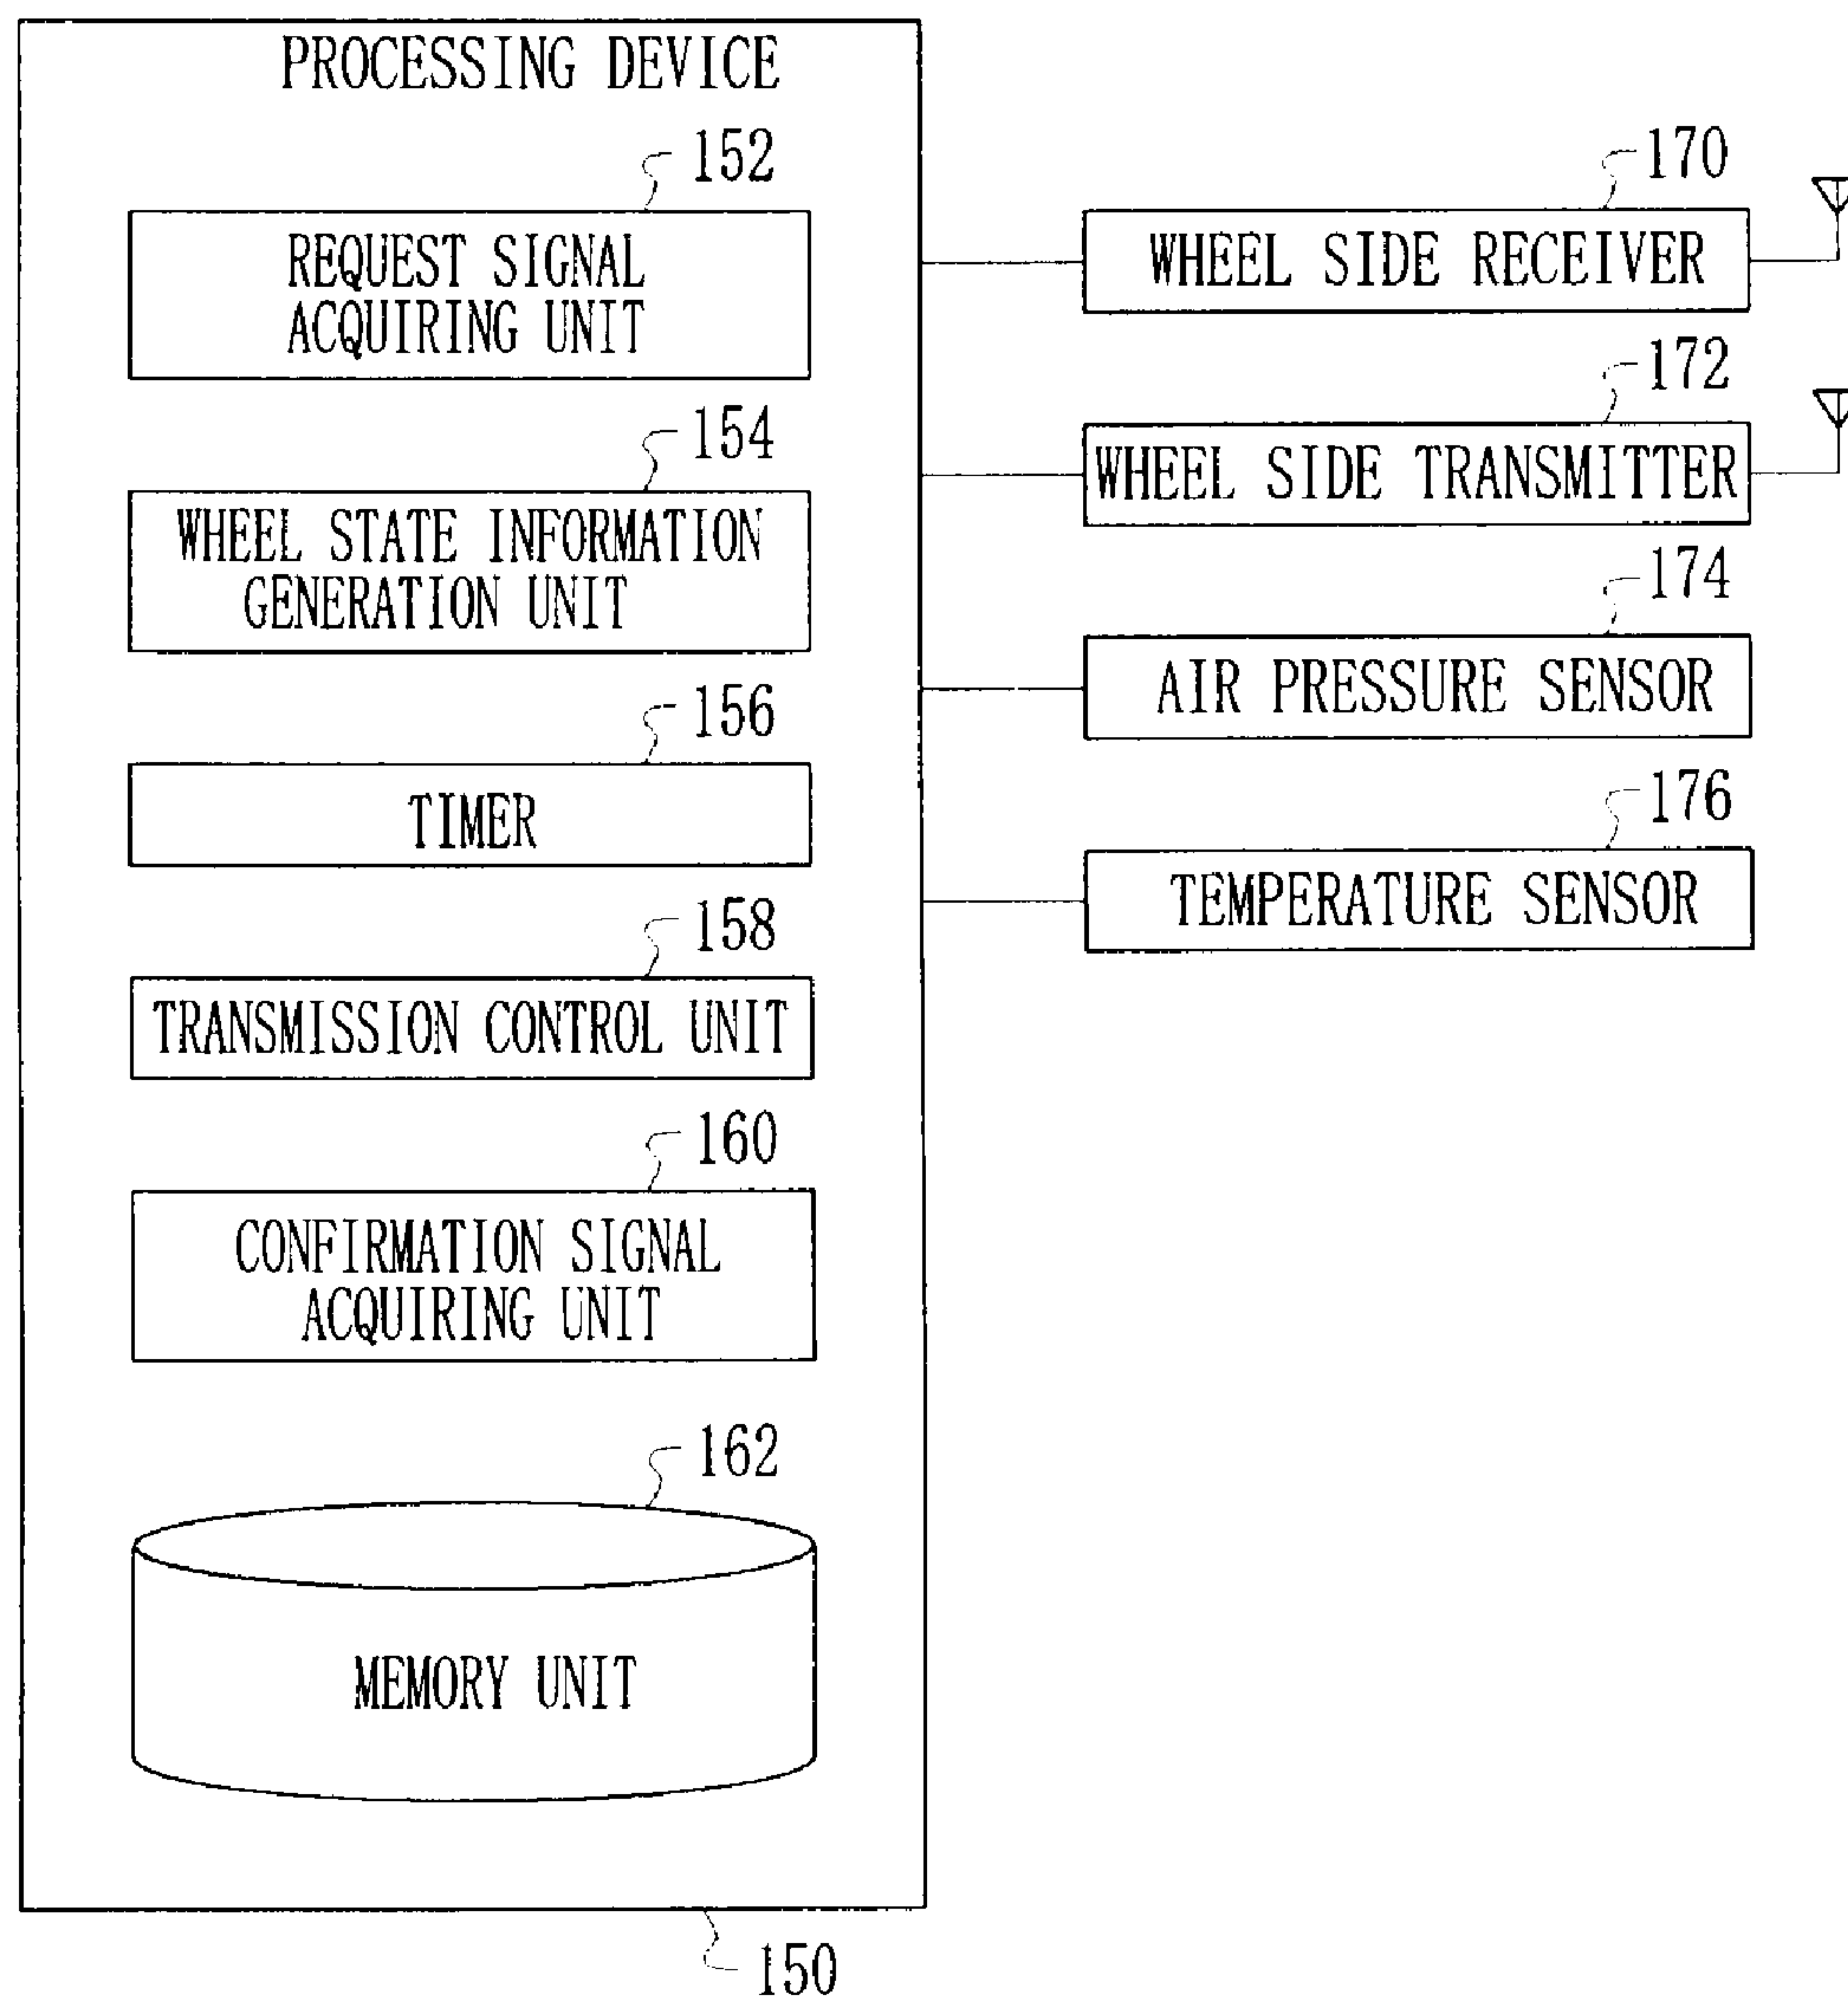 PROCESSING DEVICE
152
REQUEST SIGNAL
ACQUIRING UNIT
154
WHEEL STATE INFORMATION
GENERATION UNIT
156
TIMER
158
TRANSMISSION CONTROL UNIT
160
CONFIRMATION SIGNAL
ACQUIRING UNIT
162
MEMORY UNIT
150
170
WHEEL SIDE RECEIVER
172
WHEEL SIDE TRANSMITTER
174
AIR PRESSURE SENSOR
176
TEMPERATURE SENSOR